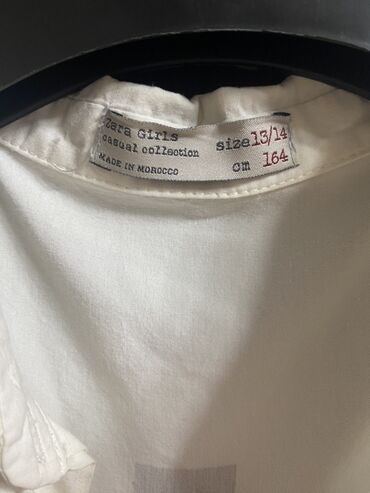 Zara Girls
casual collection
MADE IN MOROCCO
size 13/14
cm 164